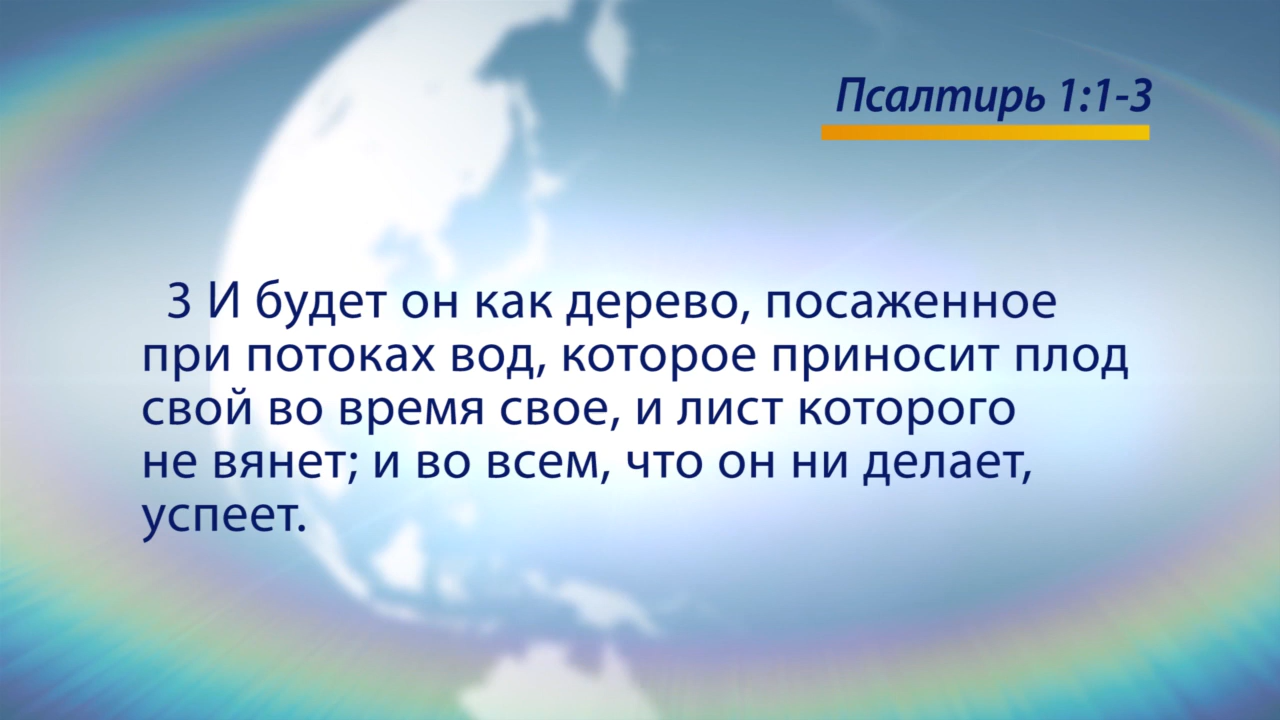 Псалтирь 1:1-3
3 И будет он как дерево, посаженное
при потоках вод, которое приносит плод
свой во время свое, и лист которого
не вянет; и во всем, что он ни делает,
успеет.